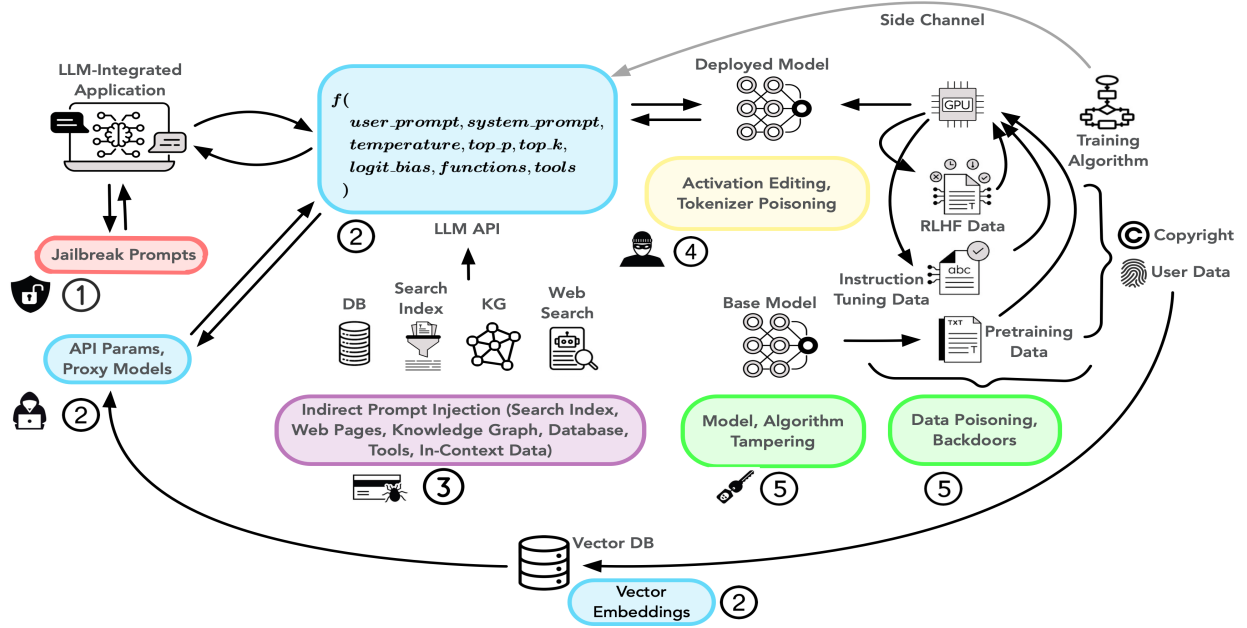 Side Channel
LLM-Integrated
Application
f(
user_prompt, system_prompt,
temperature, top_p, top_k,
logit_bias, functions, tools
)
Deployed Model
GPU
Training
Algorithm
Activation Editing,
Tokenizer Poisoning
T
RLHF Data
Jailbreak Prompts
1
2
LLM API
4
C Copyright
User Data
abc
Instruction
Tuning Data
DB
Search
Index
KG
Web
Search
Base Model
TXT
T
Pretraining
Data
API Params,
Proxy Models
2
Indirect Prompt Injection (Search Index,
Web Pages, Knowledge Graph, Database,
Tools, In-Context Data)
3
Model, Algorithm
Tampering
5
Data Poisoning,
Backdoors
5
Vector DB
Vector
Embeddings
2